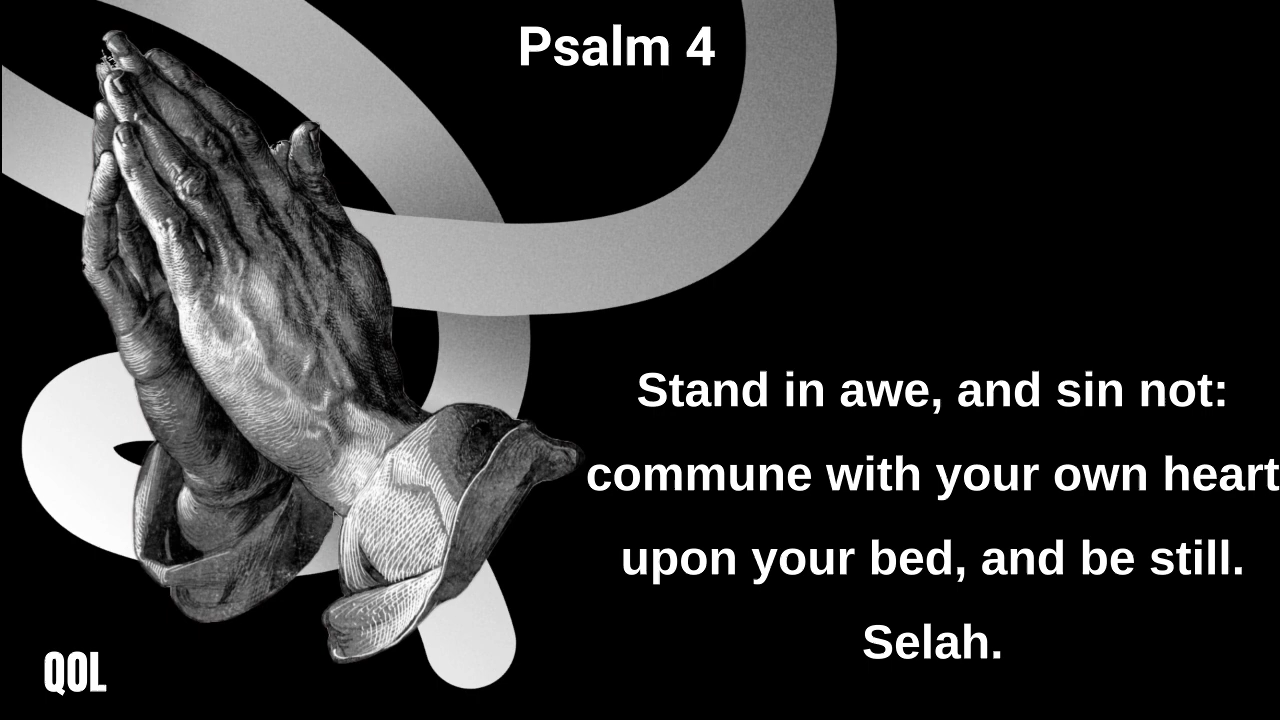 Psalm 4
Stand in awe, and sin not:
commune with your own heart
upon your bed, and be still.
Selah.
QOL